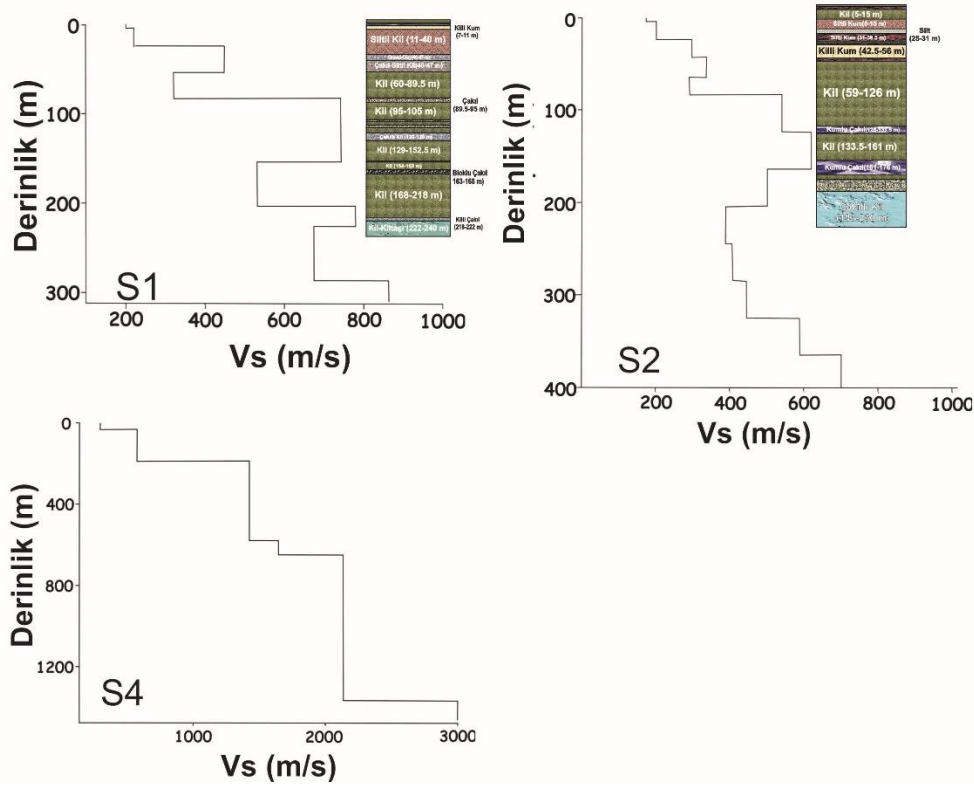 0
100
200
300
Derinlik (m)
S1
200
400
600
800
1000
Vs (m/s)
Killi Kum
(7-11 m)
Siltli Kil (11-40 m)
Kil (60-89.5 m)
Çakıl
(89.5-95 m)
Kil (95-105 m)
Kil (129-152.5 m)
Bloklu Çakıl
163-168 m)
Kil (168-218 m)
Killi Çakıl
(218-222 m)
Kil-Kiltaşı (222-240 m)
0
100
200
300
400
Derinlik (m)
S2
200
400
600
800
1000
Vs (m/s)
Kil (5-15 m)
Silt
(25-31 m)
Killi Kum (42.5-56 m)
Kil (59-126 m)
Kil (133.5-161 m)
0
400
800
1200
Derinlik (m)
S4
1000
2000
3000
Vs (m/s)